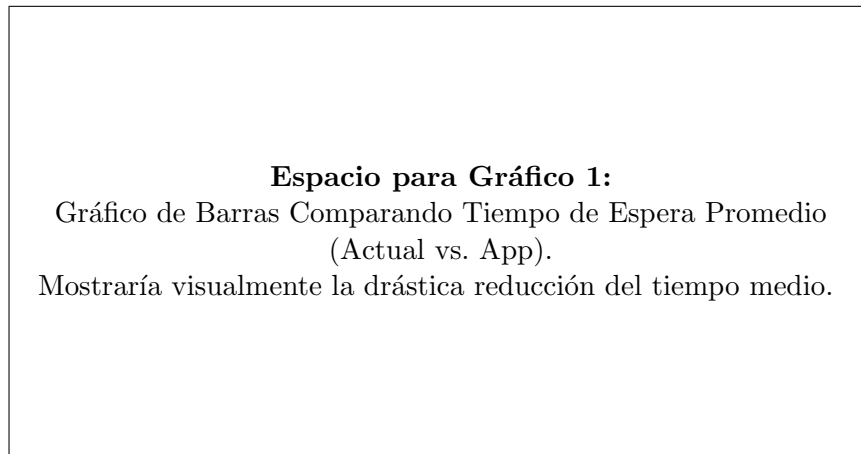 Espacio para Gráfico 1:
Gráfico de Barras Comparando Tiempo de Espera Promedio
(Actual vs. App).
Mostraría visualmente la drástica reducción del tiempo medio.